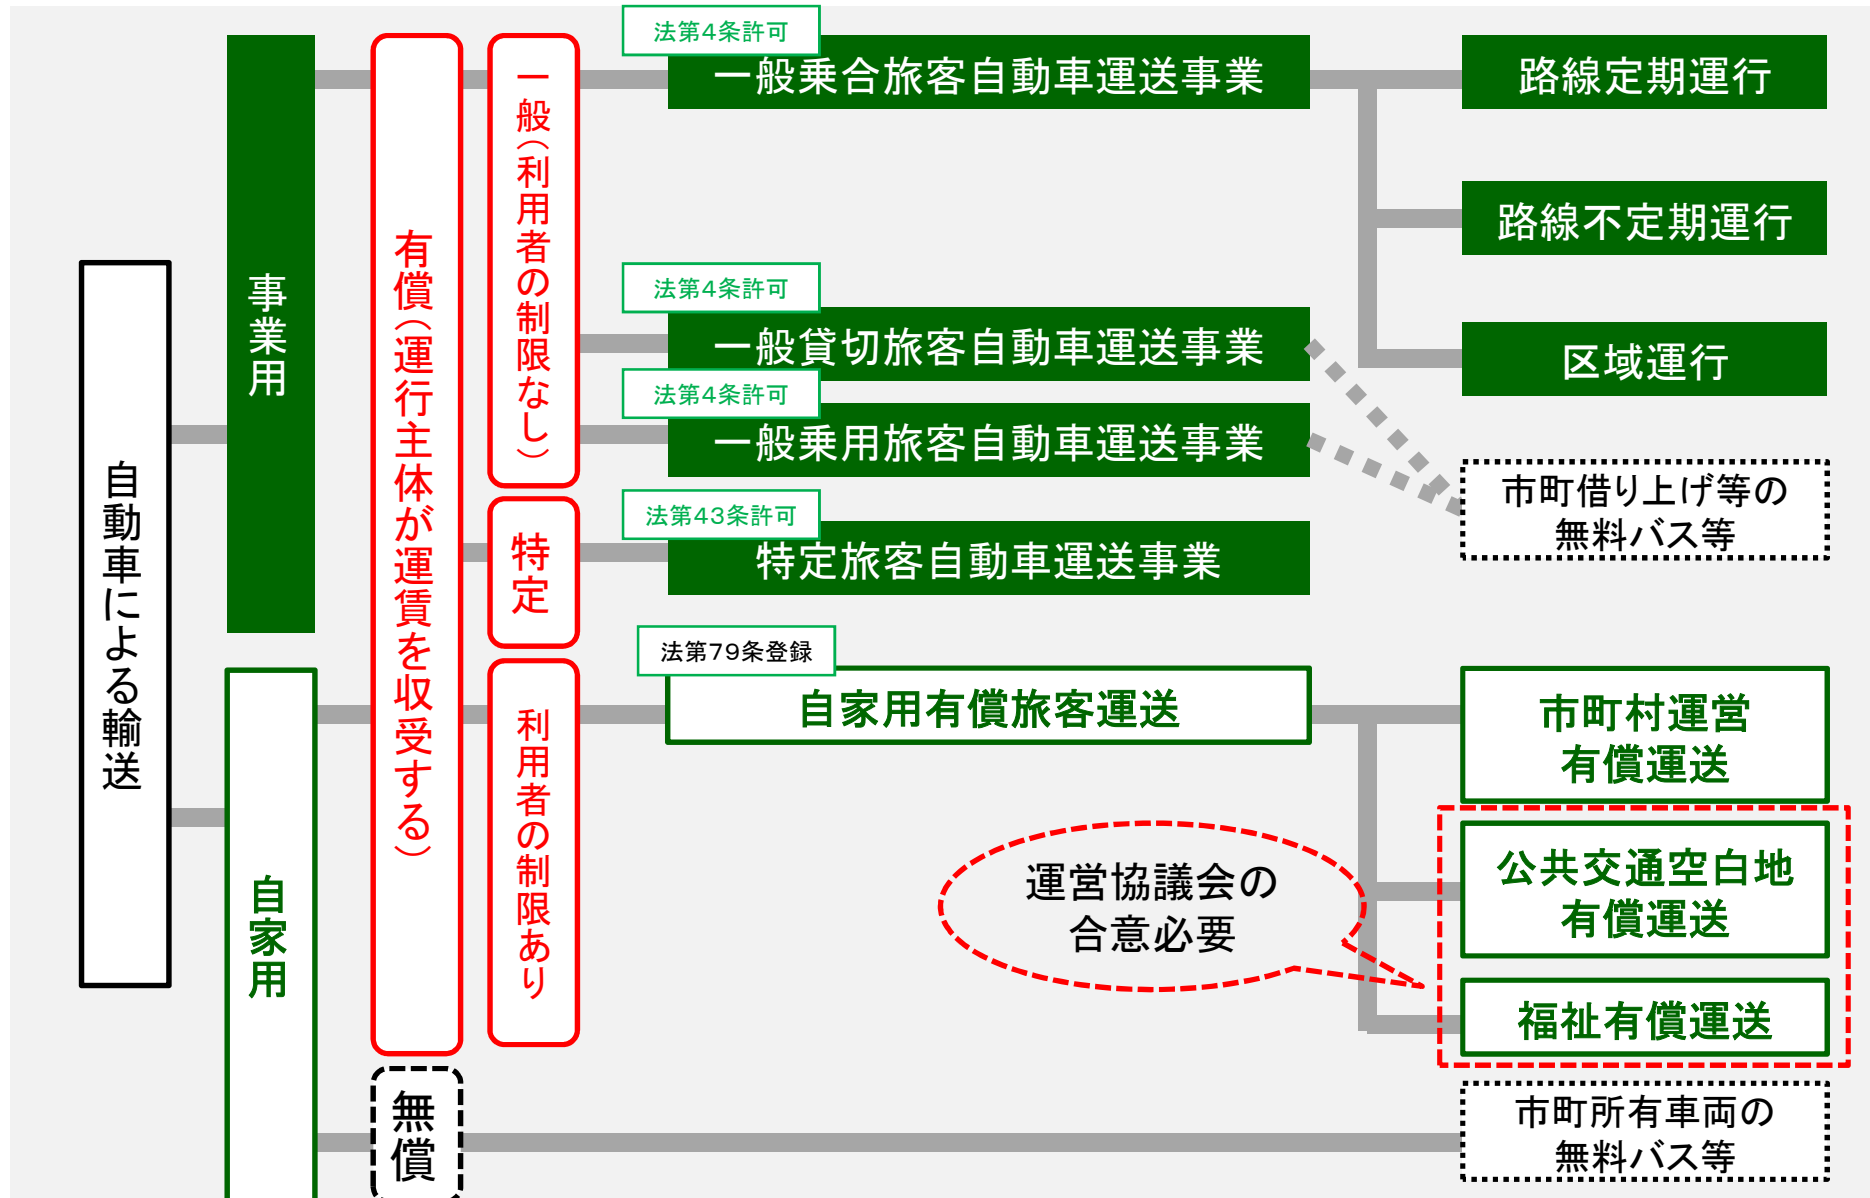 自動車による輸送
事業用
自家用
有償（運行主体が運賃を収受する）
無償
一般（利用者の制限なし）
特定
利用者の制限あり
法第4条許可
一般乗合旅客自動車運送事業
法第4条許可
一般貸切旅客自動車運送事業
法第4条許可
一般乗用旅客自動車運送事業
法第43条許可
特定旅客自動車運送事業
法第79条登録
自家用有償旅客運送
運営協議会の
合意必要
路線定期運行
路線不定期運行
区域運行
市町借り上げ等の
無料バス等
市町村運営
有償運送
公共交通空白地
有償運送
福祉有償運送
市町所有車両の
無料バス等